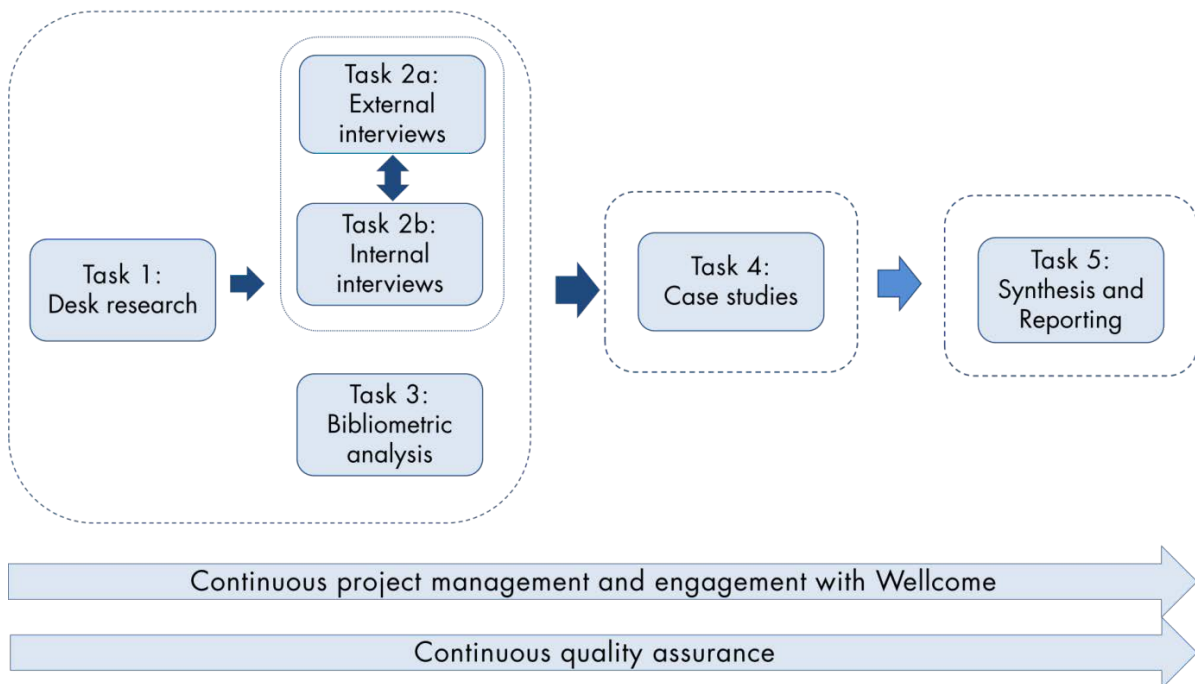 Task 2a:
External
interviews
Task 2b:
Internal
interviews
Task 1:
Desk research
Task 3:
Bibliometric
analysis
Task 4:
Case studies
Task 5:
Synthesis and
Reporting
Continuous project management and engagement with Wellcome
Continuous quality assurance